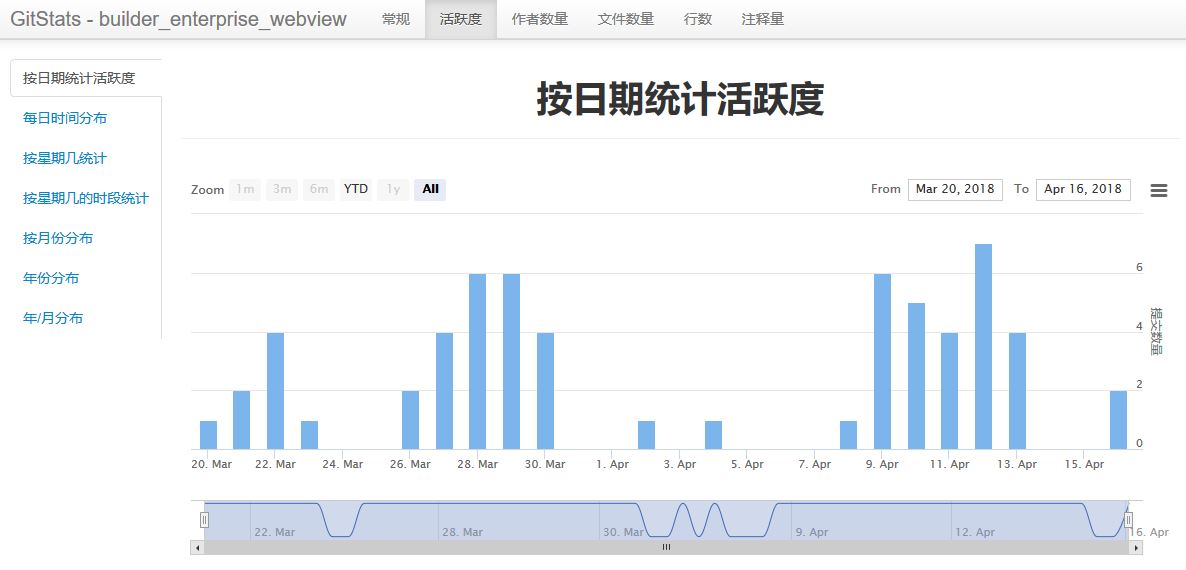 GitStats - builder_enterprise_webview 常规 活跃度 作者数量 文件数量 行数 注释量
按日期统计活跃度
每日时间分布
按星期几统计
按星期几的时段统计
按月份分布
年份分布
年/月分布
按日期统计活跃度
Zoom 1m 3m 6m YTD 1y All From Mar 20, 2018 To Apr 16, 2018
6
4
2
0
提交数量
20. Mar 22. Mar 24. Mar 26. Mar 28. Mar 30. Mar 1. Apr 3. Apr 5. Apr 7. Apr 9. Apr 11. Apr 13. Apr 15. Apr
22. Mar 28. Mar 30. Mar 9. Apr 12. Apr 16. Apr